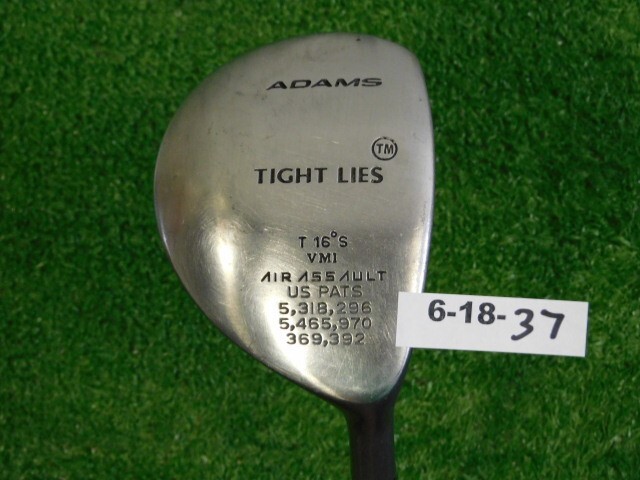 ADAMS
TM
TIGHT LIES
T 16° S
VMI
AIR ASSAULT
US PATS
5,318,296
5,465,970
369,392
6-18-37